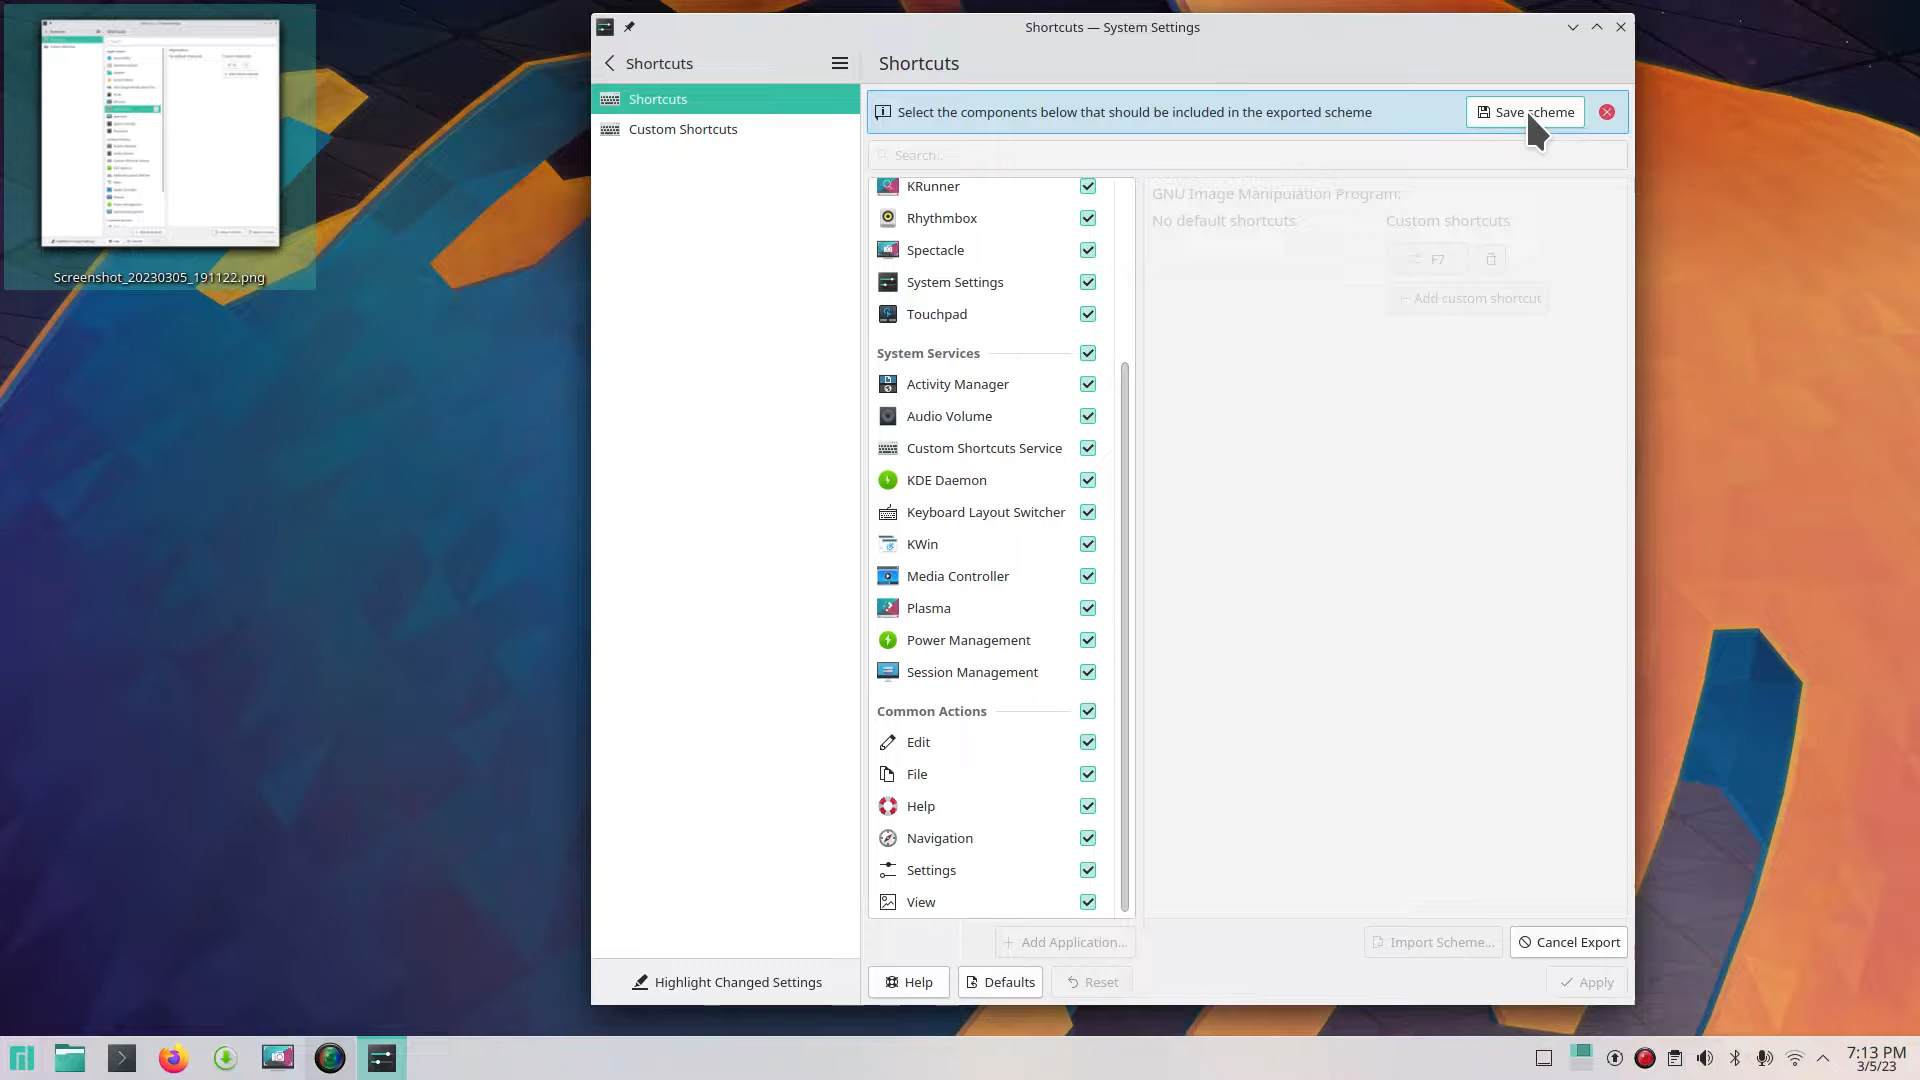 Screenshot_20230305_191122.png
Shortcuts — System Settings
Shortcuts
Shortcuts
Select the components below that should be included in the exported scheme
Save scheme
Shortcuts
Custom Shortcuts
Search...
KRunner
Rhythmbox
Spectacle
System Settings
Touchpad
System Services
Activity Manager
Audio Volume
Custom Shortcuts Service
KDE Daemon
Keyboard Layout Switcher
KWin
Media Controller
Plasma
Power Management
Session Management
Common Actions
Edit
File
Help
Navigation
Settings
View
GNU Image Manipulation Program:
No default shortcuts
Custom shortcuts
F7
Add custom shortcut
Add Application...
Import Scheme...
Cancel Export
Highlight Changed Settings
Help
Defaults
Reset
Apply
7:13 PM
3/5/23